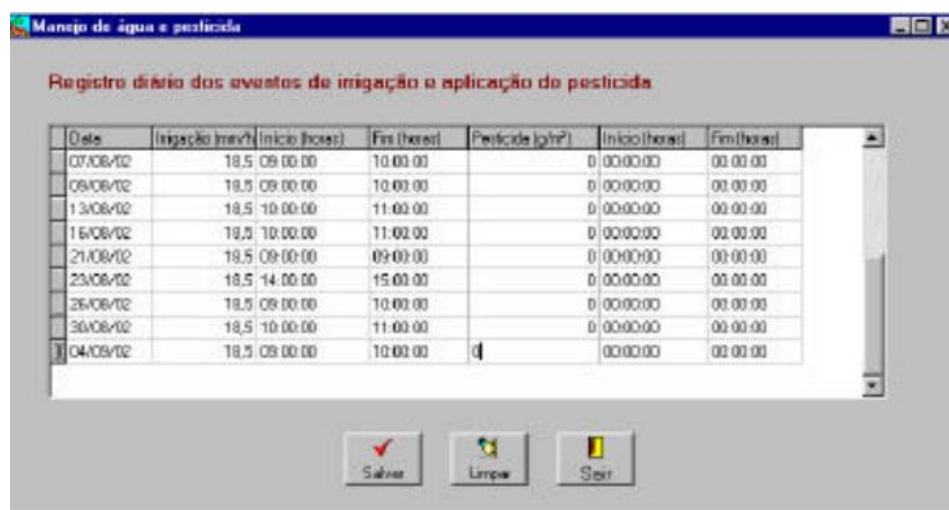 Manejo de água e pesticida
Registro diário dos eventos de irrigação e aplicação de pesticida
Data Irrigação (mm/h) Início (horas) Fim (horas) Pesticida (g/m²) Início (horas) Fim (horas)
07/08/02 18,5 09:00:00 10:00:00 0 00:00:00 00:00:00
09/08/02 18,5 09:00:00 10:00:00 0 00:00:00 00:00:00
13/08/02 18,5 10:00:00 11:00:00 0 00:00:00 00:00:00
16/08/02 18,5 10:00:00 11:00:00 0 00:00:00 00:00:00
21/08/02 18,5 09:00:00 09:00:00 0 00:00:00 00:00:00
23/08/02 18,5 14:00:00 15:00:00 0 00:00:00 00:00:00
26/08/02 18,5 09:00:00 10:00:00 0 00:00:00 00:00:00
30/08/02 18,5 10:00:00 11:00:00 0 00:00:00 00:00:00
04/09/02 18,5 09:00:00 10:00:00 0 00:00:00 00:00:00
Salvar Limpar Sair